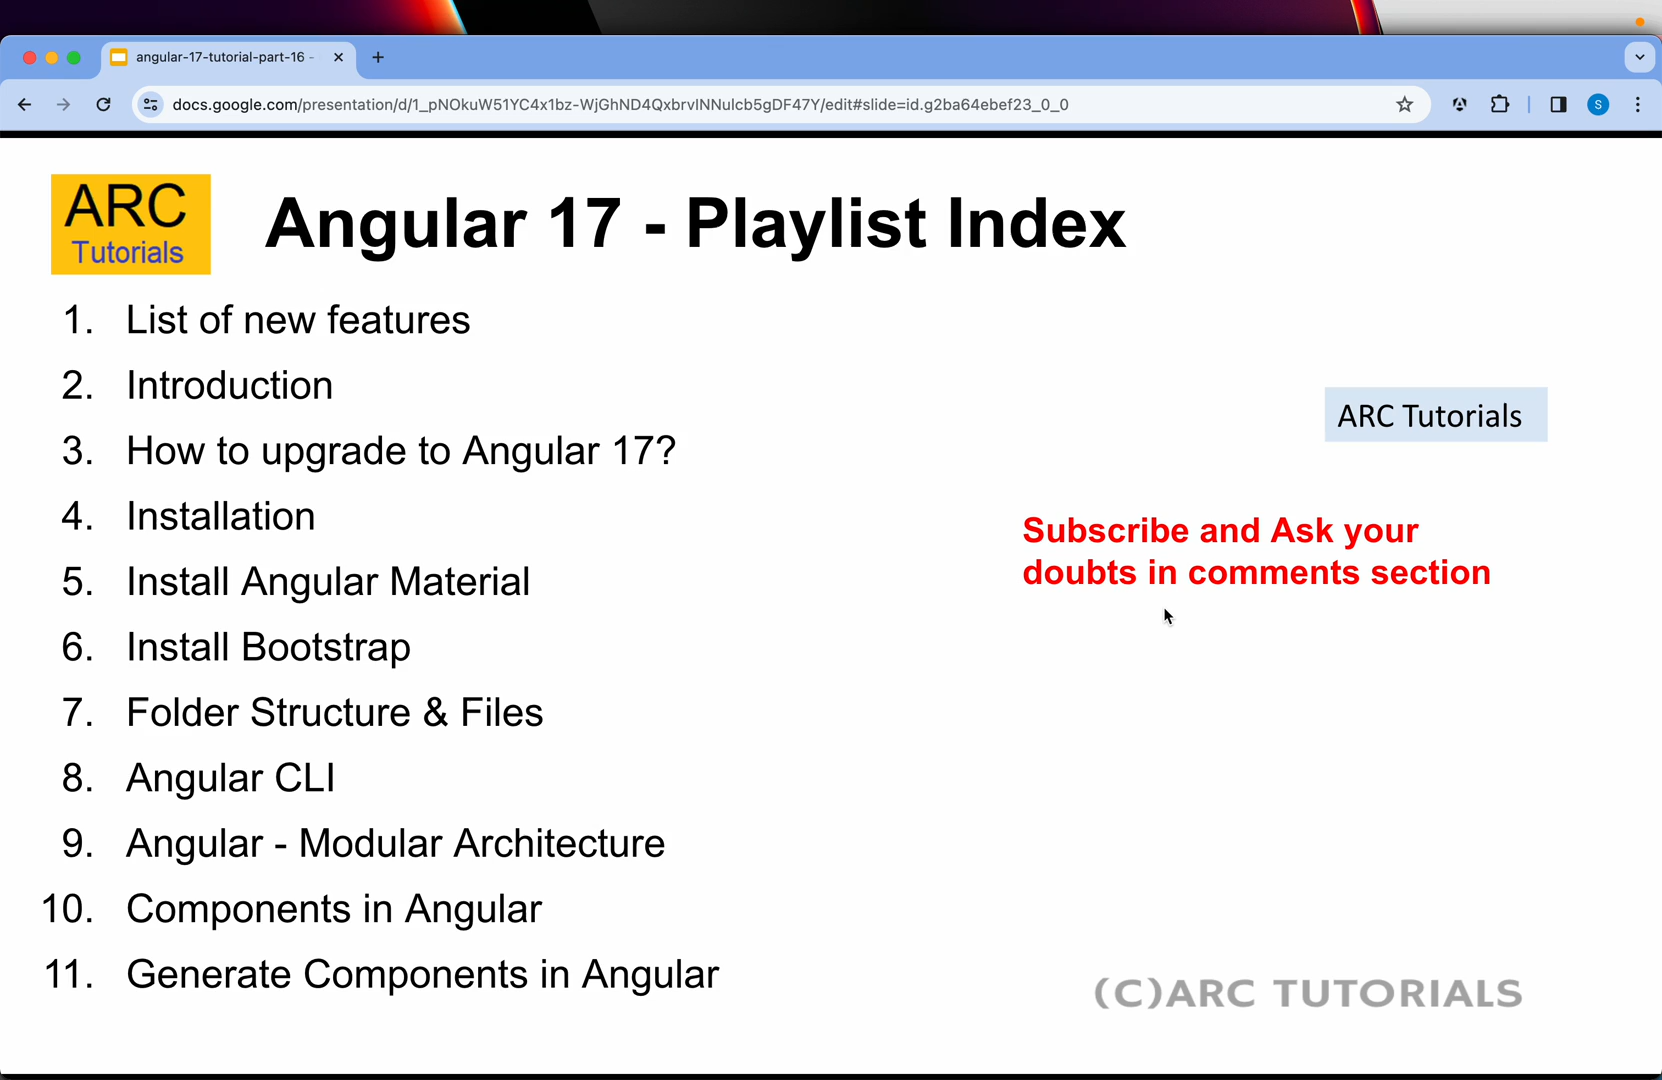 angular-17-tutorial-part-16 -
docs.google.com/presentation/d/1_pNOkuW51YC4x1bz-WjGhND4QxbrvINNulcb5gDF47Y/edit#slide=id.g2ba64ebef23_0_0
S
ARC
Tutorials
Angular 17 - Playlist Index
1. List of new features
2. Introduction
3. How to upgrade to Angular 17?
4. Installation
5. Install Angular Material
6. Install Bootstrap
7. Folder Structure & Files
8. Angular CLI
9. Angular - Modular Architecture
10. Components in Angular
11. Generate Components in Angular
ARC Tutorials
Subscribe and Ask your
doubts in comments section
(C)ARC TUTORIALS